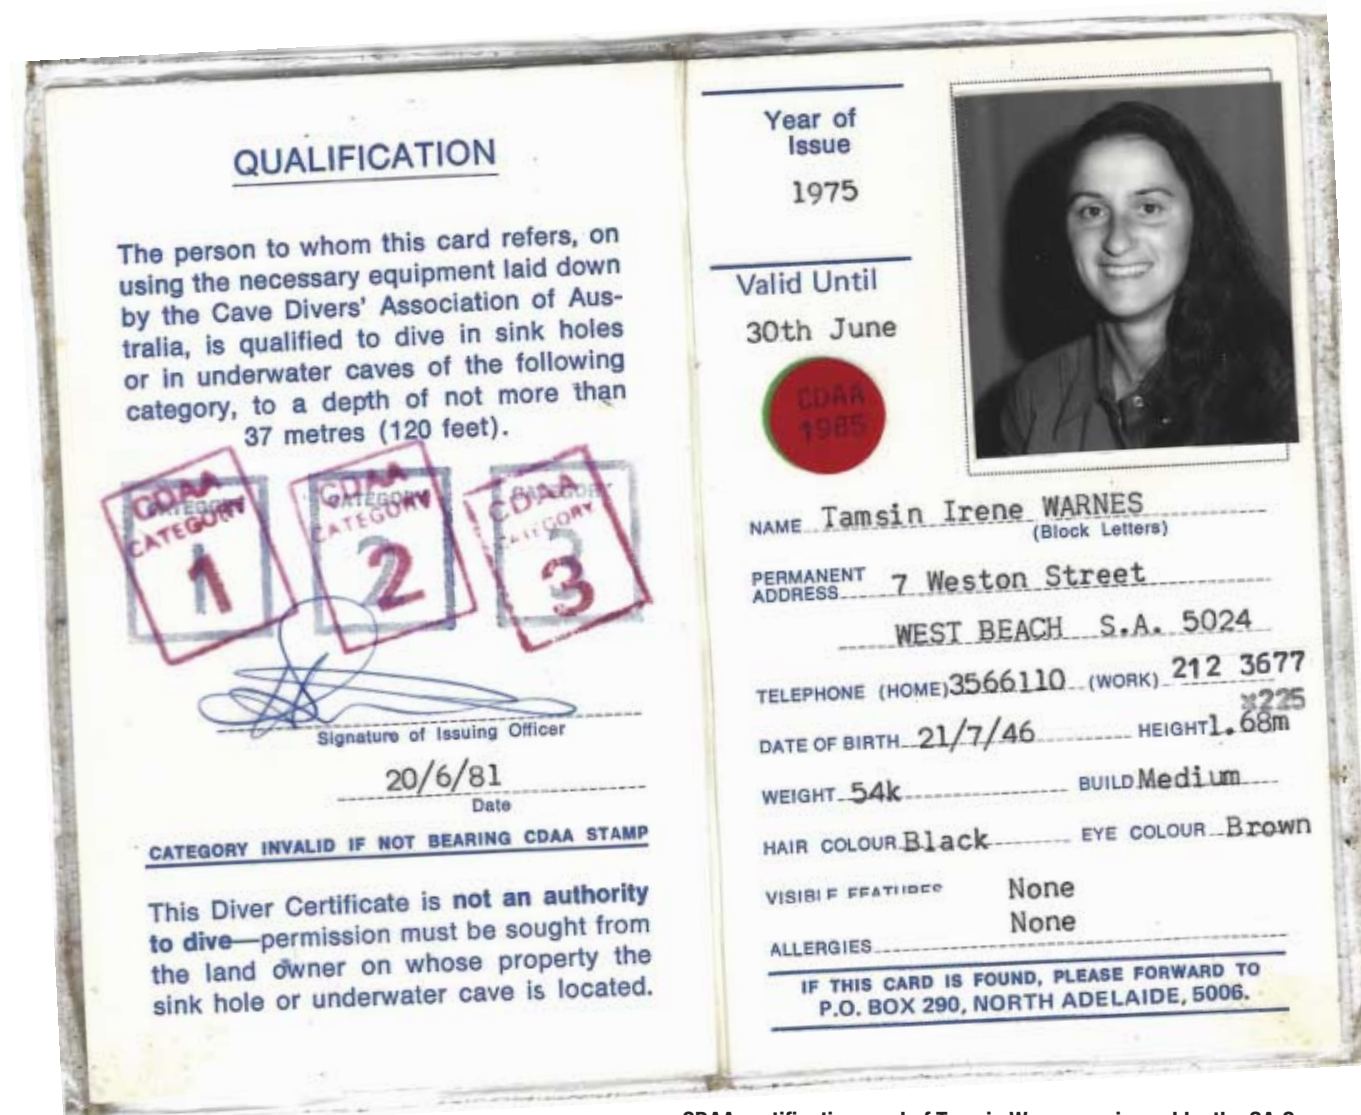 QUALIFICATION
The person to whom this card refers, on
using the necessary equipment laid down
by the Cave Divers' Association of Aus-
tralia, is qualified to dive in sink holes
or in underwater caves of the following
category, to a depth of not more than
37 metres (120 feet).
CDAA CATEGORY 1
CDAA CATEGORY 2
CDAA CATEGORY 3
CATEGORY
CATEGORY
CATEGORY
Signature of Issuing Officer
20/6/81
Date
CATEGORY INVALID IF NOT BEARING CDAA STAMP
This Diver Certificate is not an authority
to dive—permission must be sought from
the land owner on whose property the
sink hole or underwater cave is located.
Year of
Issue
1975
Valid Until
30th June
CDAA
1985
NAME Tamsin Irene WARNES
(Block Letters)
PERMANENT
ADDRESS 7 Weston Street
WEST BEACH S.A. 5024
TELEPHONE (HOME) 3566110 (WORK) 212 3677
x225
DATE OF BIRTH 21/7/46 HEIGHT 1.68m
WEIGHT 54k BUILD Medium
HAIR COLOUR Black EYE COLOUR Brown
VISIBLE FEATURES None
None
ALLERGIES
IF THIS CARD IS FOUND, PLEASE FORWARD TO
P.O. BOX 290, NORTH ADELAIDE, 5006.